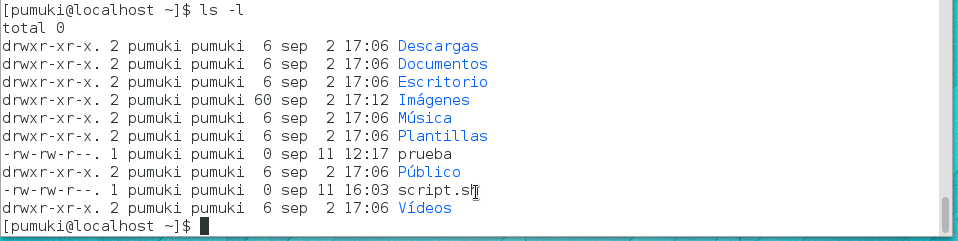 [pumuki@localhost ~]$ ls -l
total 0
drwxr-xr-x. 2 pumuki pumuki  6 sep  2 17:06 Descargas
drwxr-xr-x. 2 pumuki pumuki  6 sep  2 17:06 Documentos
drwxr-xr-x. 2 pumuki pumuki  6 sep  2 17:06 Escritorio
drwxr-xr-x. 2 pumuki pumuki 60 sep  2 17:12 Imágenes
drwxr-xr-x. 2 pumuki pumuki  6 sep  2 17:06 Música
drwxr-xr-x. 2 pumuki pumuki  6 sep  2 17:06 Plantillas
-rw-rw-r--. 1 pumuki pumuki  0 sep 11 12:17 prueba
drwxr-xr-x. 2 pumuki pumuki  6 sep  2 17:06 Público
-rw-rw-r--. 1 pumuki pumuki  0 sep 11 16:03 script.sh
drwxr-xr-x. 2 pumuki pumuki  6 sep  2 17:06 Vídeos
[pumuki@localhost ~]$